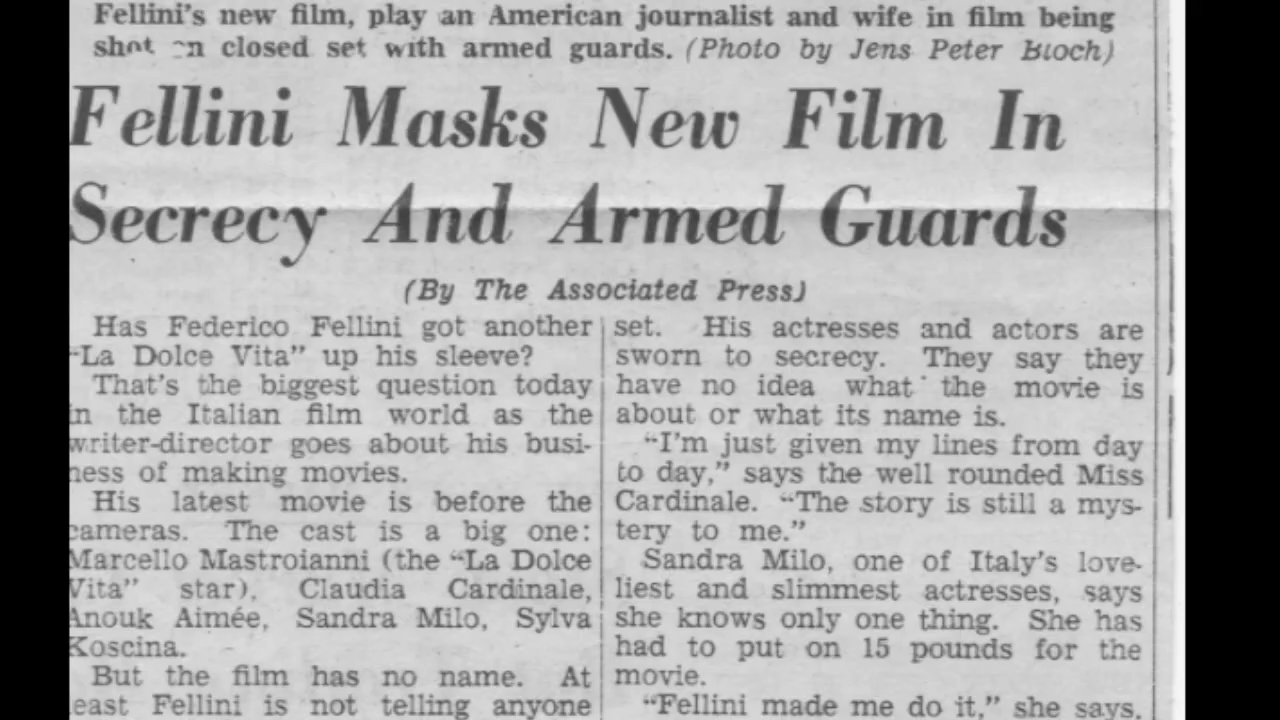 Fellini's new film, play an American journalist and wife in film being
shot on closed set with armed guards. (Photo by Jens Peter Bloch)
Fellini Masks New Film In
Secrecy And Armed Guards
(By The Associated Press)
Has Federico Fellini got another
"La Dolce Vita" up his sleeve?
That's the biggest question today
in the Italian film world as the
writer-director goes about his busi-
ness of making movies.
His latest movie is before the
cameras. The cast is a big one:
Marcello Mastroianni (the "La Dolce
Vita" star), Claudia Cardinale,
Anouk Aimée, Sandra Milo, Sylva
Koscina.
But the film has no name. At
least Fellini is not telling anyone
set. His actresses and actors are
sworn to secrecy. They say they
have no idea what the movie is
about or what its name is.
"I'm just given my lines from day
to day," says the well rounded Miss
Cardinale. "The story is still a mys-
tery to me."
Sandra Milo, one of Italy's love-
liest and slimmest actresses, says
she knows only one thing. She has
had to put on 15 pounds for the
movie.
"Fellini made me do it," she says,